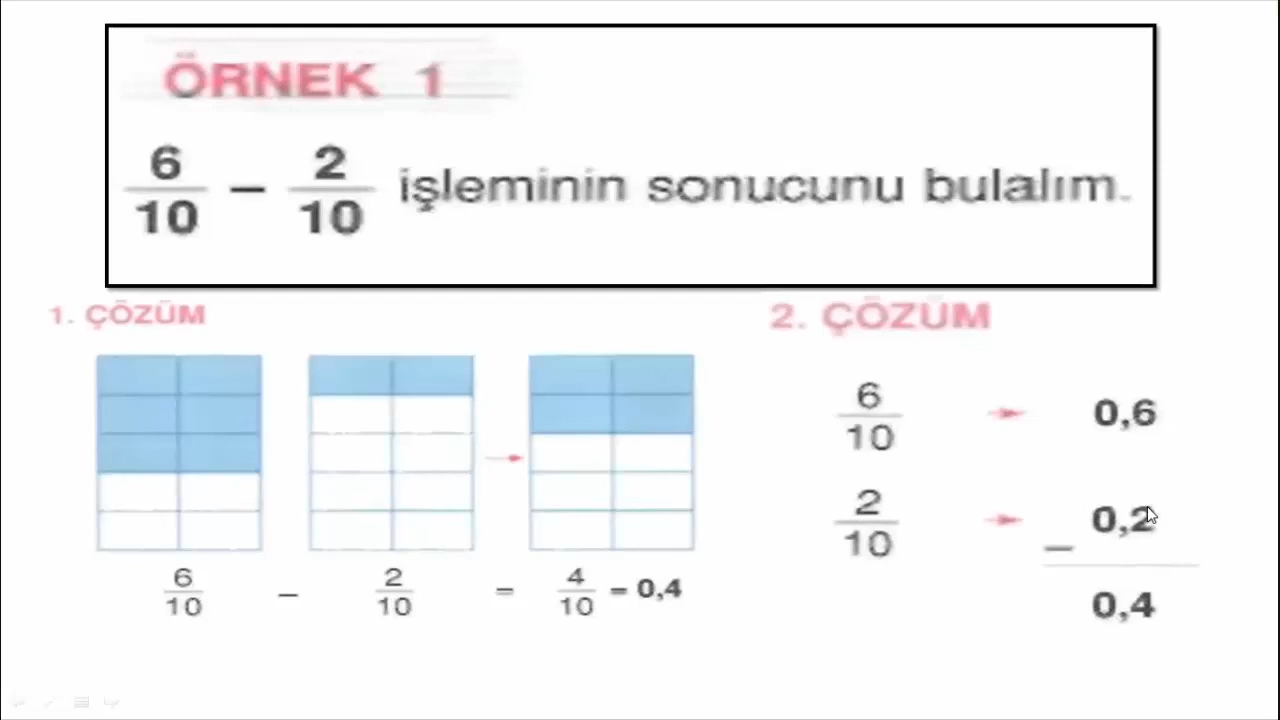 ÖRNEK 1
6/10 − 2/10 işleminin sonucunu bulalım.
1. ÇÖZÜM
6/10 − 2/10 = 4/10 = 0,4
2. ÇÖZÜM
6/10 → 0,6
2/10 → 0,2
−
0,4